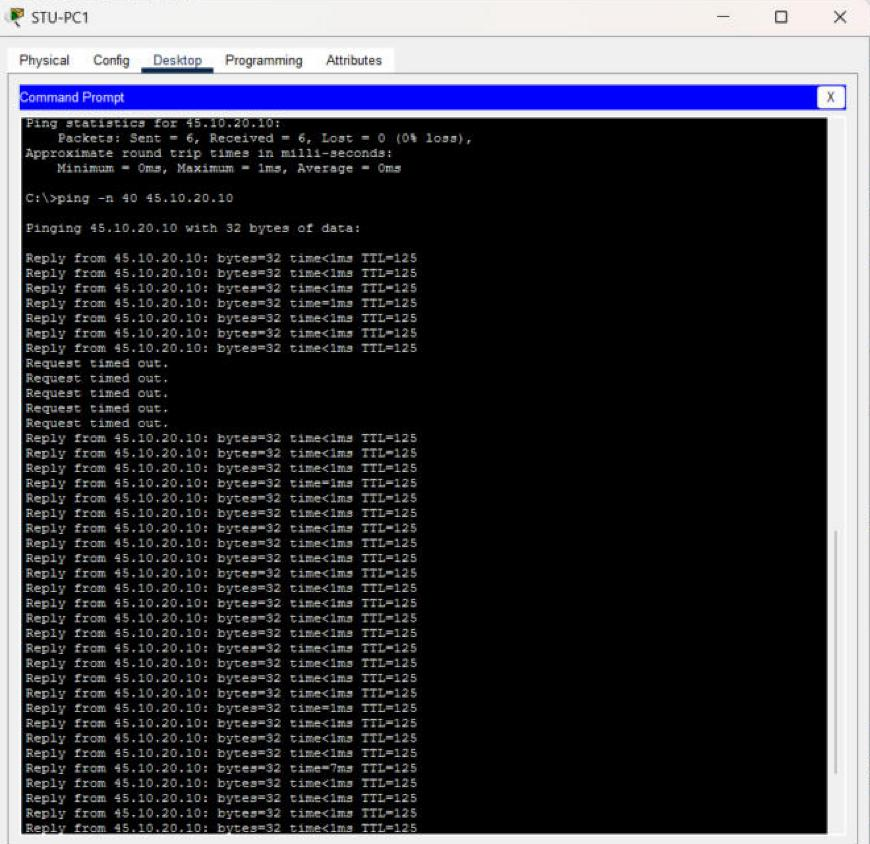 STU-PC1
Physical Config Desktop Programming Attributes
Command Prompt X
Ping statistics for 45.10.20.10:
Packets: Sent = 6, Received = 6, Lost = 0 (0% loss),
Approximate round trip times in milli-seconds:
Minimum = 0ms, Maximum = 1ms, Average = 0ms
C:\>ping -n 40 45.10.20.10
Pinging 45.10.20.10 with 32 bytes of data:
Reply from 45.10.20.10: bytes=32 time<1ms TTL=125
Reply from 45.10.20.10: bytes=32 time<1ms TTL=125
Reply from 45.10.20.10: bytes=32 time<1ms TTL=125
Reply from 45.10.20.10: bytes=32 time=1ms TTL=125
Reply from 45.10.20.10: bytes=32 time<1ms TTL=125
Reply from 45.10.20.10: bytes=32 time<1ms TTL=125
Reply from 45.10.20.10: bytes=32 time<1ms TTL=125
Request timed out.
Request timed out.
Request timed out.
Request timed out.
Request timed out.
Reply from 45.10.20.10: bytes=32 time<1ms TTL=125
Reply from 45.10.20.10: bytes=32 time<1ms TTL=125
Reply from 45.10.20.10: bytes=32 time<1ms TTL=125
Reply from 45.10.20.10: bytes=32 time=1ms TTL=125
Reply from 45.10.20.10: bytes=32 time<1ms TTL=125
Reply from 45.10.20.10: bytes=32 time<1ms TTL=125
Reply from 45.10.20.10: bytes=32 time<1ms TTL=125
Reply from 45.10.20.10: bytes=32 time<1ms TTL=125
Reply from 45.10.20.10: bytes=32 time<1ms TTL=125
Reply from 45.10.20.10: bytes=32 time<1ms TTL=125
Reply from 45.10.20.10: bytes=32 time<1ms TTL=125
Reply from 45.10.20.10: bytes=32 time<1ms TTL=125
Reply from 45.10.20.10: bytes=32 time<1ms TTL=125
Reply from 45.10.20.10: bytes=32 time<1ms TTL=125
Reply from 45.10.20.10: bytes=32 time<1ms TTL=125
Reply from 45.10.20.10: bytes=32 time<1ms TTL=125
Reply from 45.10.20.10: bytes=32 time<1ms TTL=125
Reply from 45.10.20.10: bytes=32 time<1ms TTL=125
Reply from 45.10.20.10: bytes=32 time=1ms TTL=125
Reply from 45.10.20.10: bytes=32 time<1ms TTL=125
Reply from 45.10.20.10: bytes=32 time<1ms TTL=125
Reply from 45.10.20.10: bytes=32 time<1ms TTL=125
Reply from 45.10.20.10: bytes=32 time=7ms TTL=125
Reply from 45.10.20.10: bytes=32 time<1ms TTL=125
Reply from 45.10.20.10: bytes=32 time<1ms TTL=125
Reply from 45.10.20.10: bytes=32 time<1ms TTL=125
Reply from 45.10.20.10: bytes=32 time<1ms TTL=125